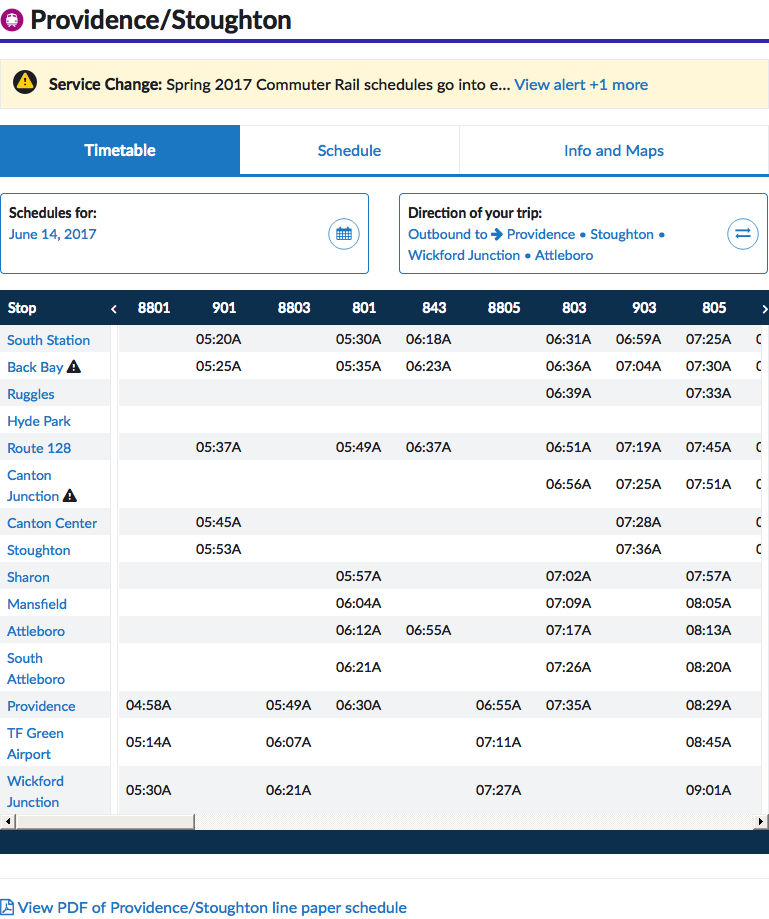 Providence/Stoughton
Service Change: Spring 2017 Commuter Rail schedules go into e... View alert +1 more
Timetable Schedule Info and Maps
Schedules for:
June 14, 2017
Direction of your trip:
Outbound to Providence • Stoughton •
Wickford Junction • Attleboro
Stop 8801 901 8803 801 843 8805 803 903 805
South Station 05:20A 05:30A 06:18A 06:31A 06:59A 07:25A
Back Bay 05:25A 05:35A 06:23A 06:36A 07:04A 07:30A
Ruggles 06:39A 07:33A
Hyde Park
Route 128 05:37A 05:49A 06:37A 06:51A 07:19A 07:45A
Canton
Junction 06:56A 07:25A 07:51A
Canton Center 05:45A 07:28A
Stoughton 05:53A 07:36A
Sharon 05:57A 07:02A 07:57A
Mansfield 06:04A 07:09A 08:05A
Attleboro 06:12A 06:55A 07:17A 08:13A
South
Attleboro 06:21A 07:26A 08:20A
Providence 04:58A 05:49A 06:30A 06:55A 07:35A 08:29A
TF Green
Airport 05:14A 06:07A 07:11A 08:45A
Wickford
Junction 05:30A 06:21A 07:27A 09:01A
View PDF of Providence/Stoughton line paper schedule